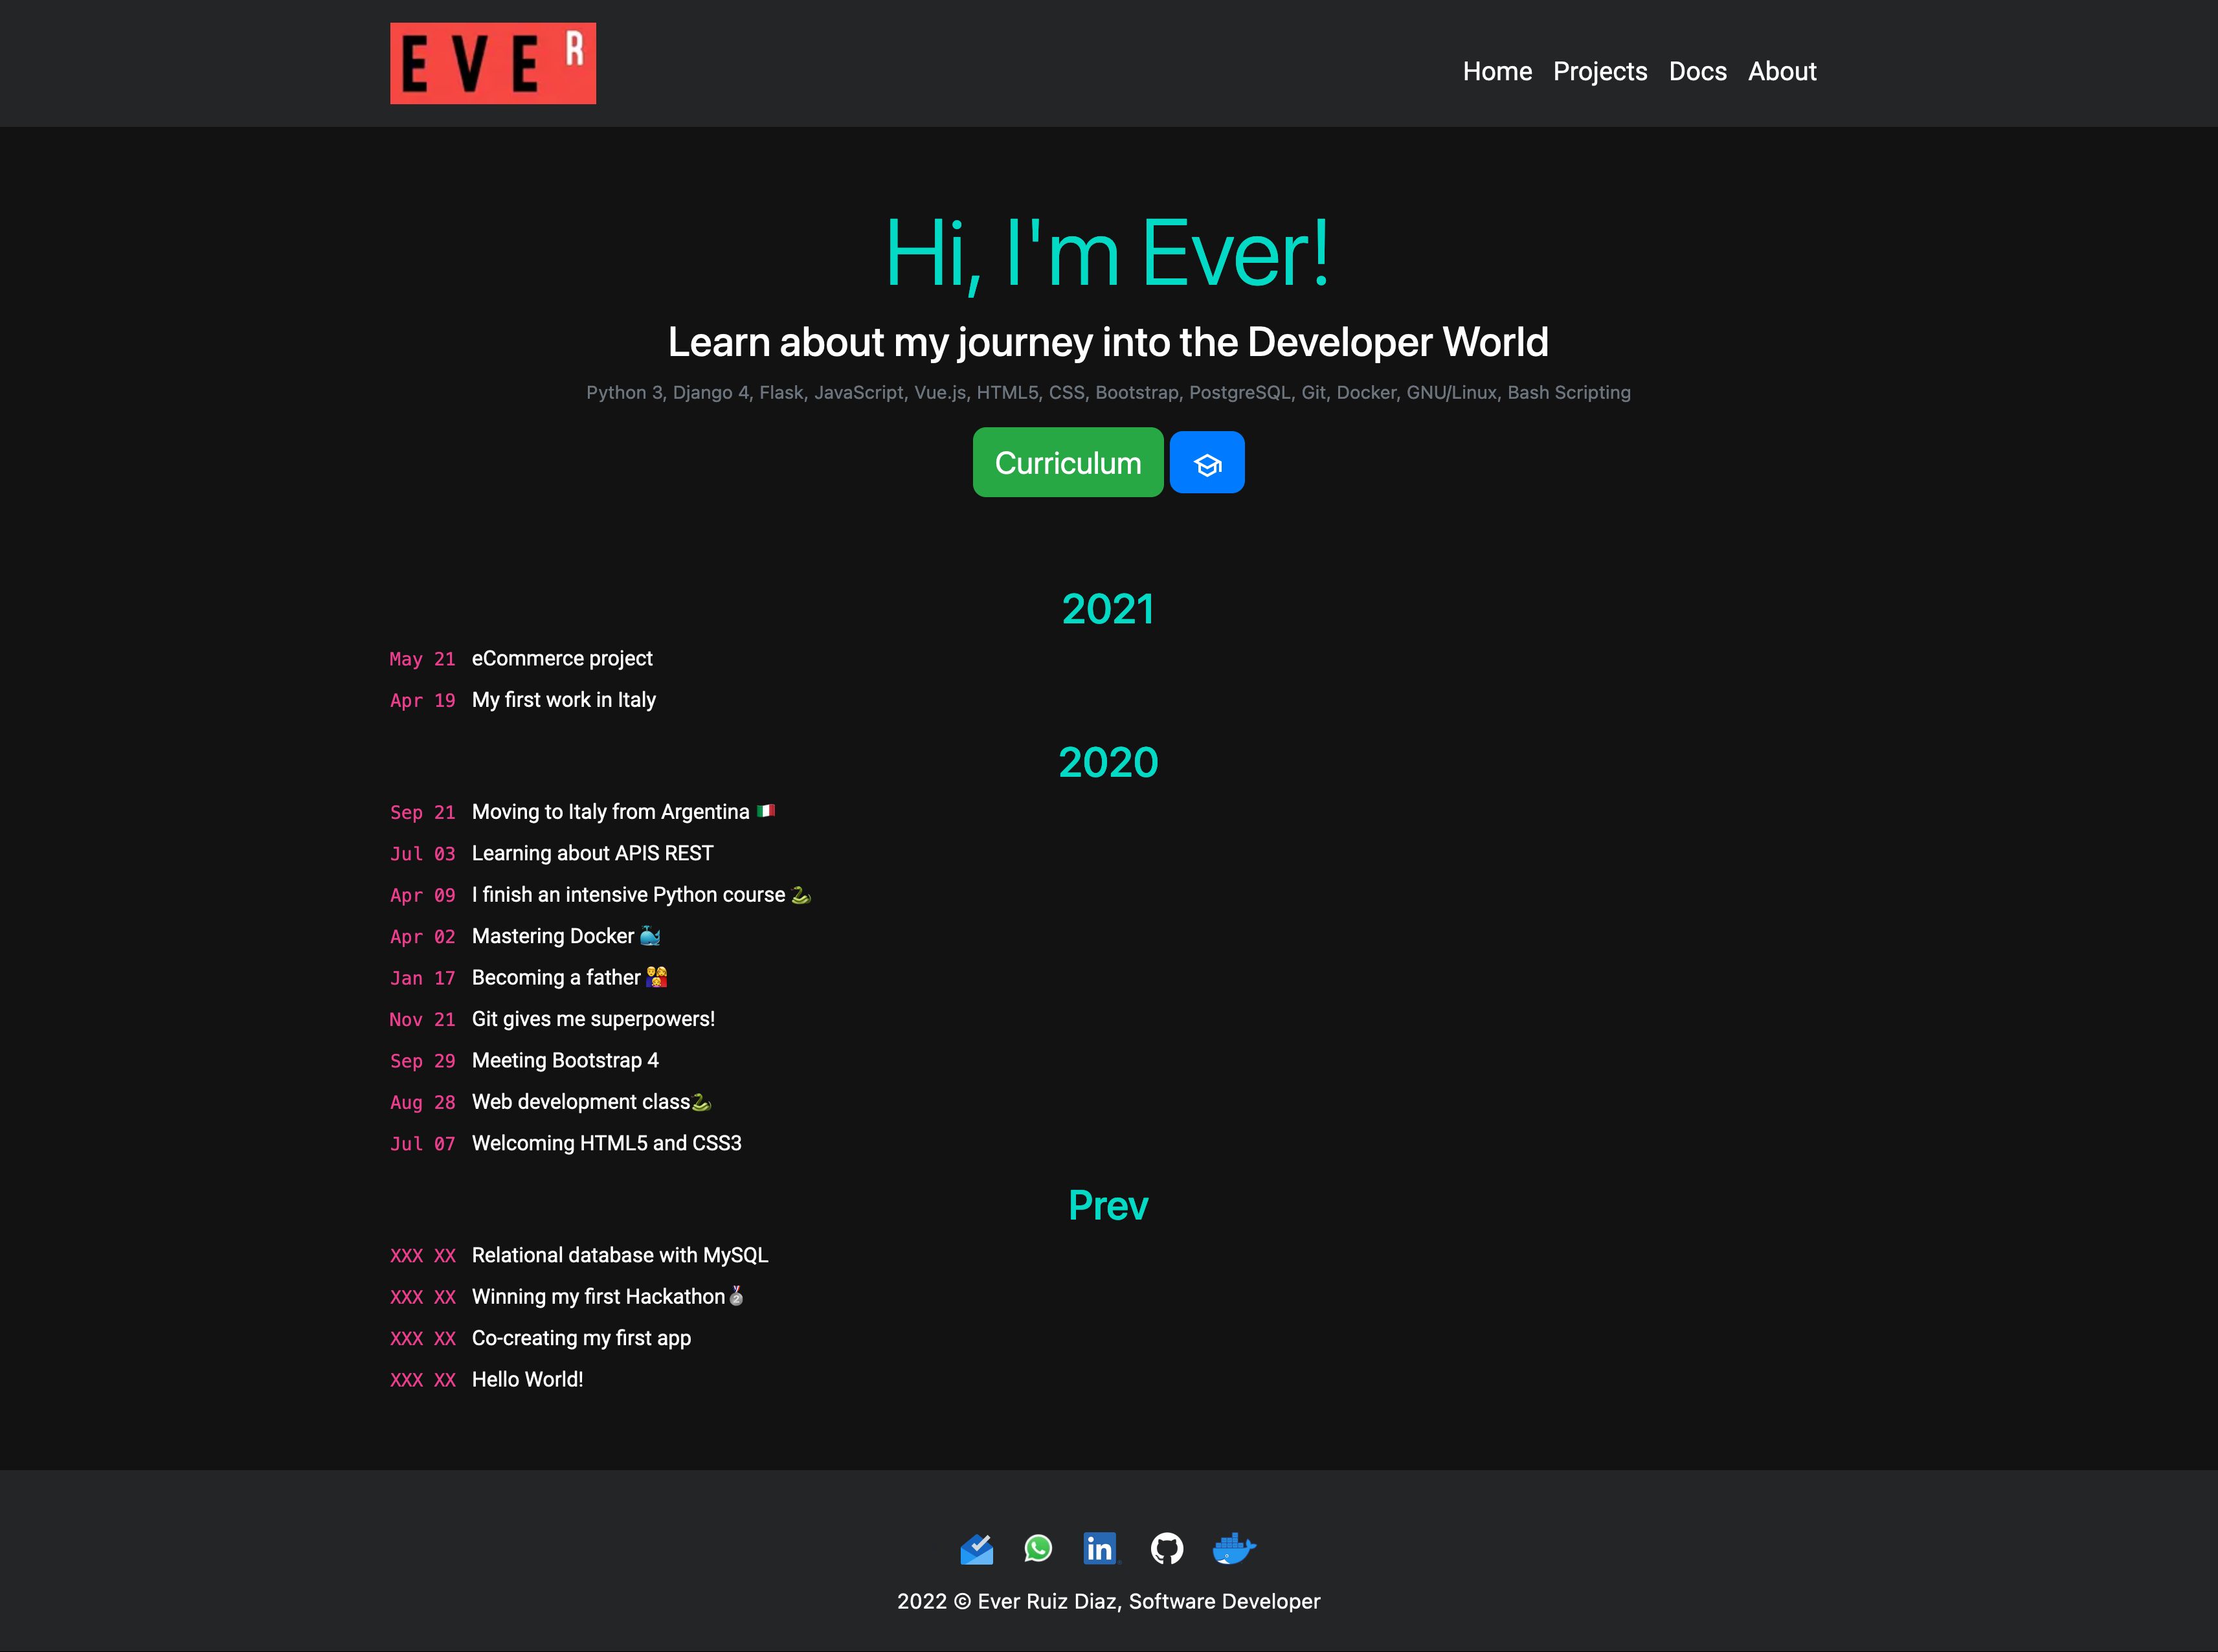 EVE R
Home Projects Docs About
Hi, I'm Ever!
Learn about my journey into the Developer World
Python 3, Django 4, Flask, JavaScript, Vue.js, HTML5, CSS, Bootstrap, PostgreSQL, Git, Docker, GNU/Linux, Bash Scripting
Curriculum
2021
May 21 eCommerce project
Apr 19 My first work in Italy
2020
Sep 21 Moving to Italy from Argentina 🇮🇹
Jul 03 Learning about APIS REST
Apr 09 I finish an intensive Python course 🐍
Apr 02 Mastering Docker 🐳
Jan 17 Becoming a father 👨‍👩‍👧
Nov 21 Git gives me superpowers!
Sep 29 Meeting Bootstrap 4
Aug 28 Web development class🐍
Jul 07 Welcoming HTML5 and CSS3
Prev
XXX XX Relational database with MySQL
XXX XX Winning my first Hackathon🥈
XXX XX Co-creating my first app
XXX XX Hello World!
in
2022 © Ever Ruiz Diaz, Software Developer